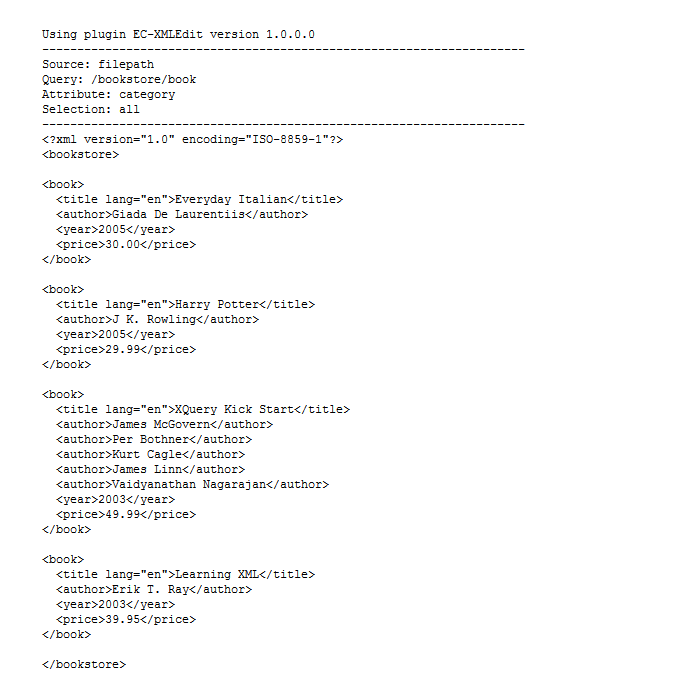 Using plugin EC-XMLEdit version 1.0.0.0
---------------------------------------------------------------------
Source: filepath
Query: /bookstore/book
Attribute: category
Selection: all
---------------------------------------------------------------------
<?xml version="1.0" encoding="ISO-8859-1"?>
<bookstore>

<book>
  <title lang="en">Everyday Italian</title>
  <author>Giada De Laurentiis</author>
  <year>2005</year>
  <price>30.00</price>
</book>

<book>
  <title lang="en">Harry Potter</title>
  <author>J K. Rowling</author>
  <year>2005</year>
  <price>29.99</price>
</book>

<book>
  <title lang="en">XQuery Kick Start</title>
  <author>James McGovern</author>
  <author>Per Bothner</author>
  <author>Kurt Cagle</author>
  <author>James Linn</author>
  <author>Vaidyanathan Nagarajan</author>
  <year>2003</year>
  <price>49.99</price>
</book>

<book>
  <title lang="en">Learning XML</title>
  <author>Erik T. Ray</author>
  <year>2003</year>
  <price>39.95</price>
</book>

</bookstore>